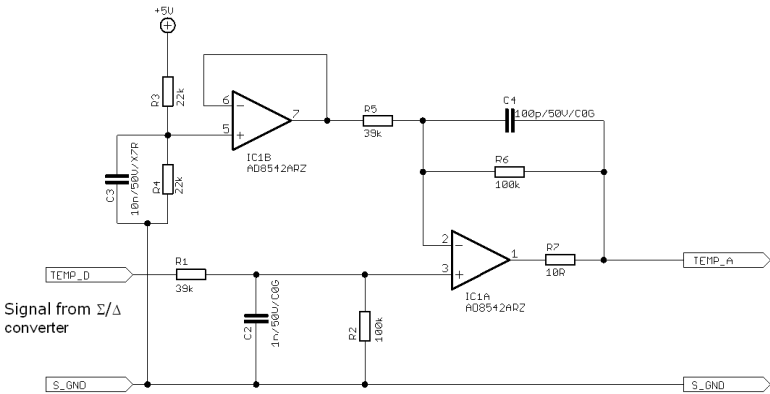 +5V
R3
22k
6
5
7
IC1B
AD8542ARZ
R5
39k
C4
100p/50V/C0G
R6
100k
C3
10n/50V/X7R
R4
22k
TEMP_D
R1
39k
2
3
1
IC1A
AD8542ARZ
R7
10R
TEMP_A
Signal from Σ/Δ
converter
C2
1n/50V/C0G
R2
100k
S_GND
S_GND